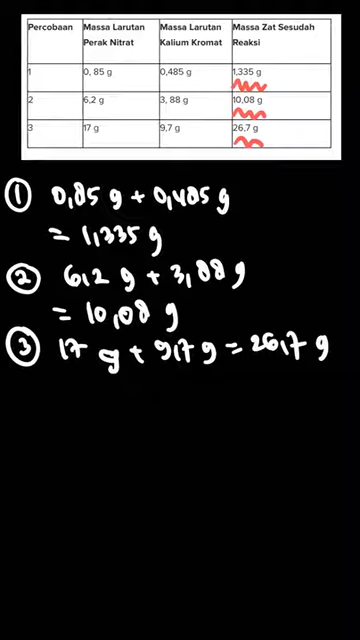 Percobaan Massa Larutan Perak Nitrat Massa Larutan Kalium Kromat Massa Zat Sesudah Reaksi
1 0, 85 g 0,485 g 1,335 g
2 6,2 g 3, 88 g 10,08 g
3 17 g 9,7 g 26,7 g
① 0,85 g + 0,485 g
= 1,335 g
② 6,2 g + 3,88 g
= 10,08 g
③ 17 g + 9,7 g = 26,7 g